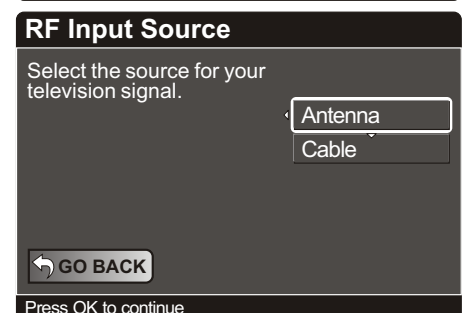 RF Input Source
Select the source for your
television signal.
Antenna
Cable
GO BACK
Press OK to continue